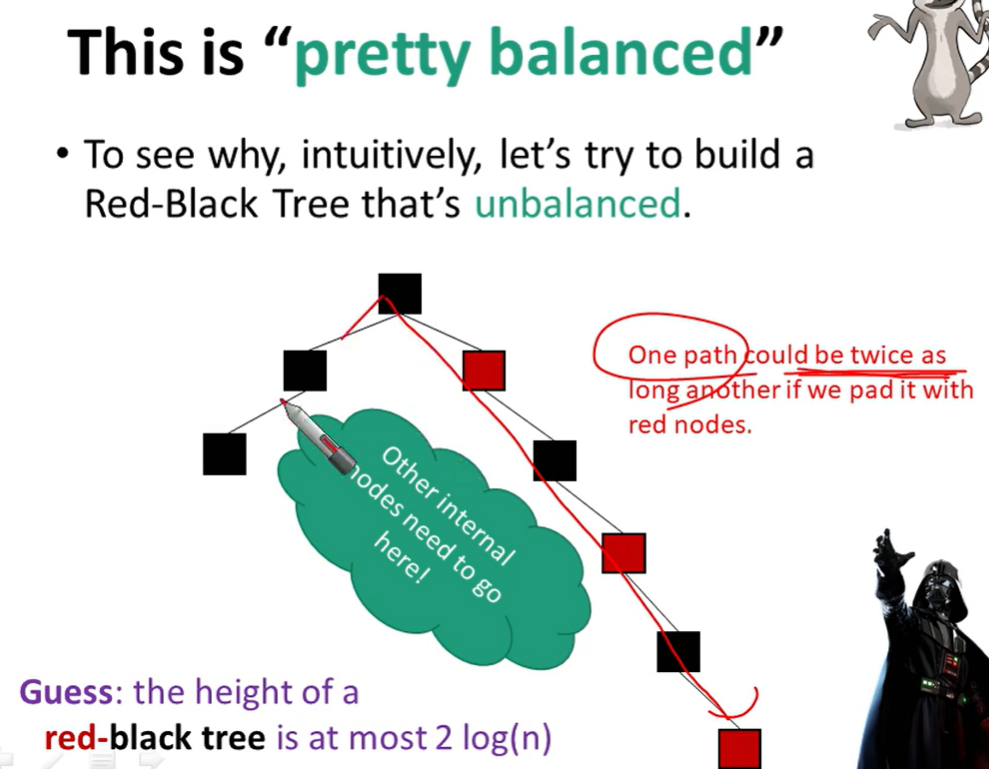 This is “pretty balanced”
• To see why, intuitively, let’s try to build a
Red-Black Tree that’s unbalanced.
One path could be twice as
long another if we pad it with
red nodes.
Other internal
nodes need to go
here!
Guess: the height of a
red-black tree is at most 2 log(n)